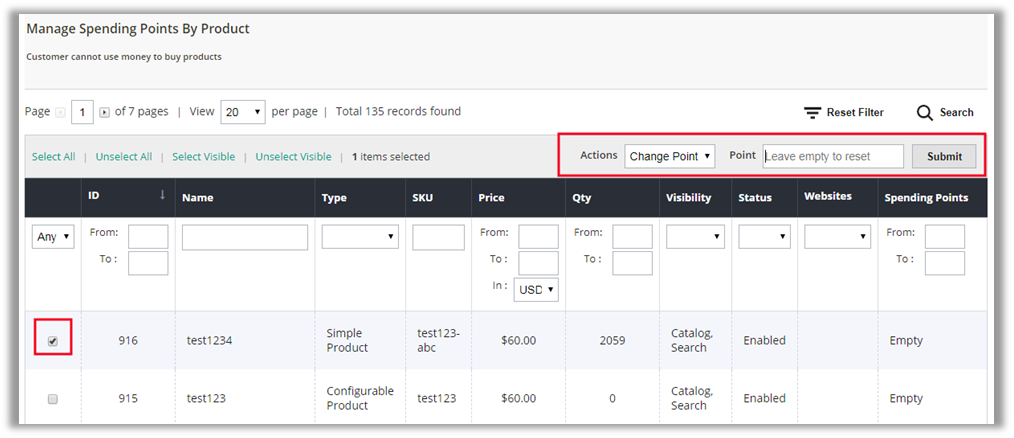 Manage Spending Points By Product
Customer cannot use money to buy products
Page 1 of 7 pages | View 20 per page | Total 135 records found Reset Filter Search
Select All | Unselect All | Select Visible | Unselect Visible | 1 items selected Actions Change Point Point Leave empty to reset Submit
ID Name Type SKU Price Qty Visibility Status Websites Spending Points
Any From: From: From: From:
To : To : To : To :
In : USD
916 test1234 Simple Product test123-abc $60.00 2059 Catalog, Search Enabled Empty
915 test123 Configurable Product test123 $60.00 0 Catalog, Search Enabled Empty